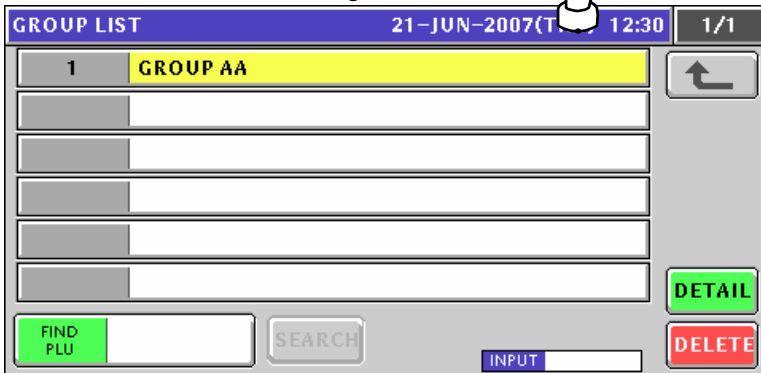 GROUP LIST 21-JUN-2007(T 12:30 1/1
1 GROUP AA
DETAIL
FIND
PLU
SEARCH
INPUT
DELETE